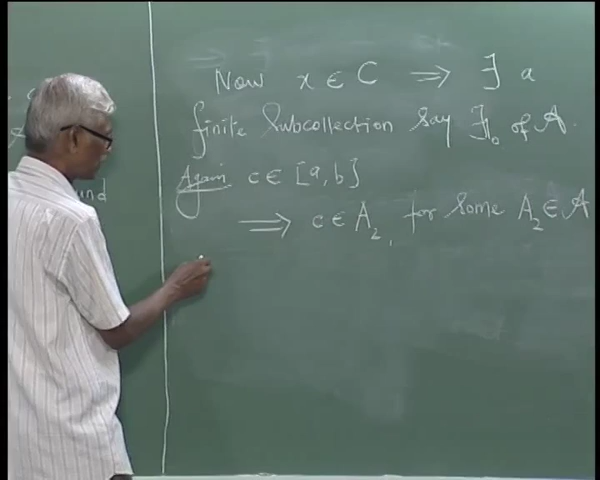 und
Now x ∈ C ⟹ ∃ a
finite subcollection say ℱ₀ of 𝒜.
Again c ∈ [a, b]
⟹ c ∈ A₂, for some A₂ ∈ 𝒜